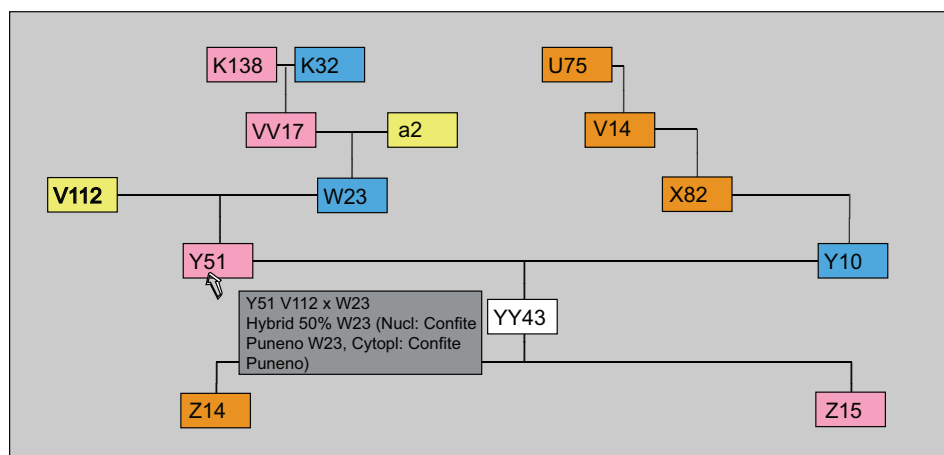 K138 K32 U75
VV17 a2 V14
V112 W23 X82
Y51 Y10
Y51 V112 x W23
Hybrid 50% W23 (Nucl: Confite
Puneno W23, Cytopl: Confite
Puneno)
YY43
Z14 Z15